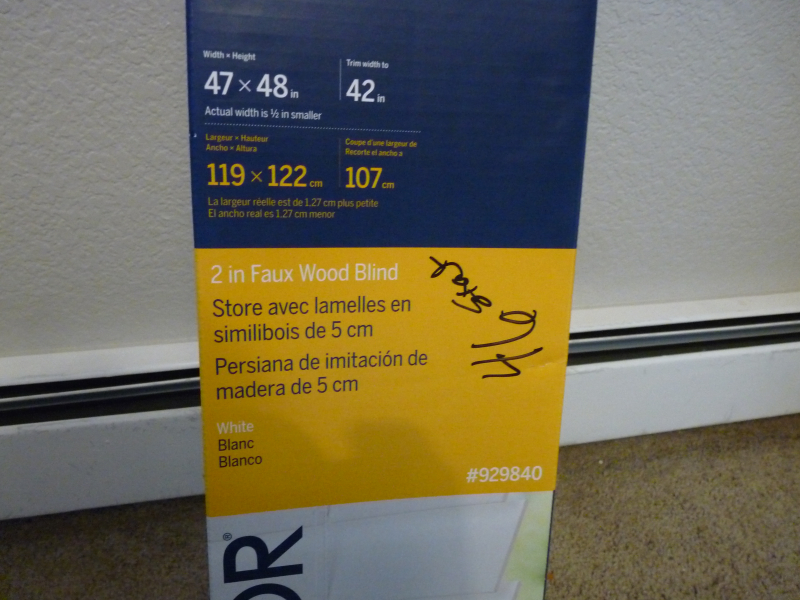 Width × Height
47 × 48 in
Trim width to
42 in
Actual width is ½ in smaller
Largeur × Hauteur
Ancho × Altura
119 × 122 cm
Coupe d'une largeur de
Recorte el ancho a
107 cm
La largeur réelle est de 1.27 cm plus petite
El ancho real es 1.27 cm menor
2 in Faux Wood Blind
Store avec lamelles en
similibois de 5 cm
Persiana de imitación de
madera de 5 cm
White
Blanc
Blanco
#929840
OR®